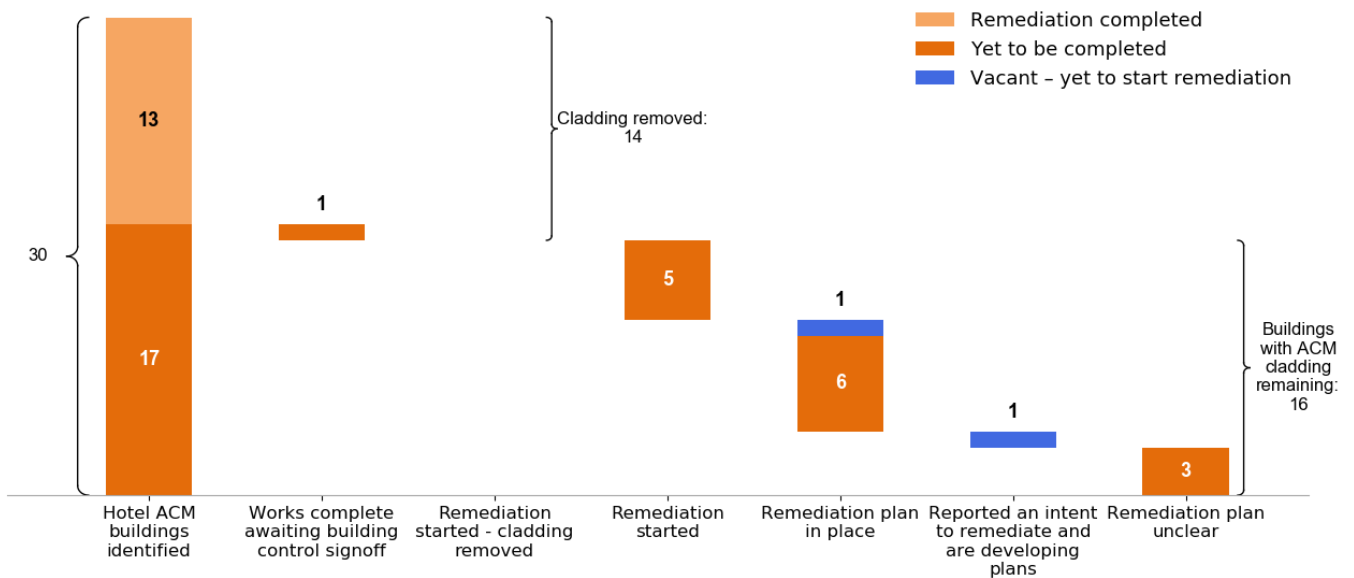 Remediation completed
Yet to be completed
Vacant – yet to start remediation
13
Cladding removed:
14
1
30
5
1
17
6
1
3
Buildings
with ACM
cladding
remaining:
16
Hotel ACM
buildings
identified
Works complete
awaiting building
control signoff
Remediation
started - cladding
removed
Remediation
started
Remediation plan
in place
Reported an intent
to remediate and
are developing
plans
Remediation plan
unclear